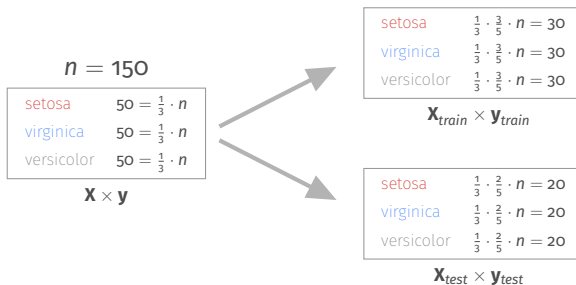 n = 150
setosa 50 = 1/3 · n
virginica 50 = 1/3 · n
versicolor 50 = 1/3 · n
X × y
setosa 1/3 · 3/5 · n = 30
virginica 1/3 · 3/5 · n = 30
versicolor 1/3 · 3/5 · n = 30
X_train × y_train
setosa 1/3 · 2/5 · n = 20
virginica 1/3 · 2/5 · n = 20
versicolor 1/3 · 2/5 · n = 20
X_test × y_test